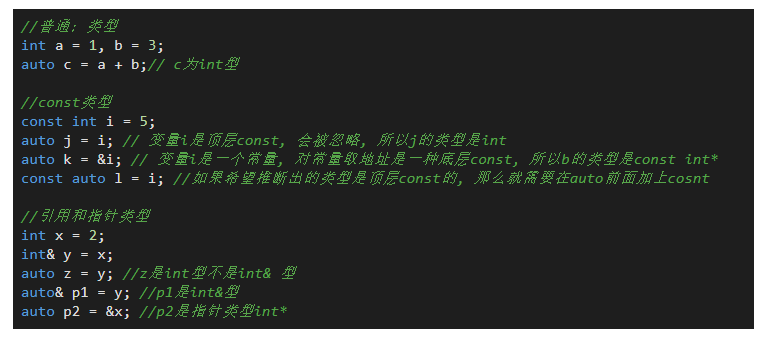 //普通；类型
int a = 1, b = 3;
auto c = a + b;// c为int型
//const类型
const int i = 5;
auto j = i; // 变量i是顶层const, 会被忽略, 所以j的类型是int
auto k = &i; // 变量i是一个常量, 对常量取地址是一种底层const, 所以b的类型是const int*
const auto l = i; //如果希望推断出的类型是顶层const的, 那么就需要在auto前面加上cosnt
//引用和指针类型
int x = 2;
int& y = x;
auto z = y; //z是int型不是int& 型
auto& p1 = y; //p1是int&型
auto p2 = &x; //p2是指针类型int*